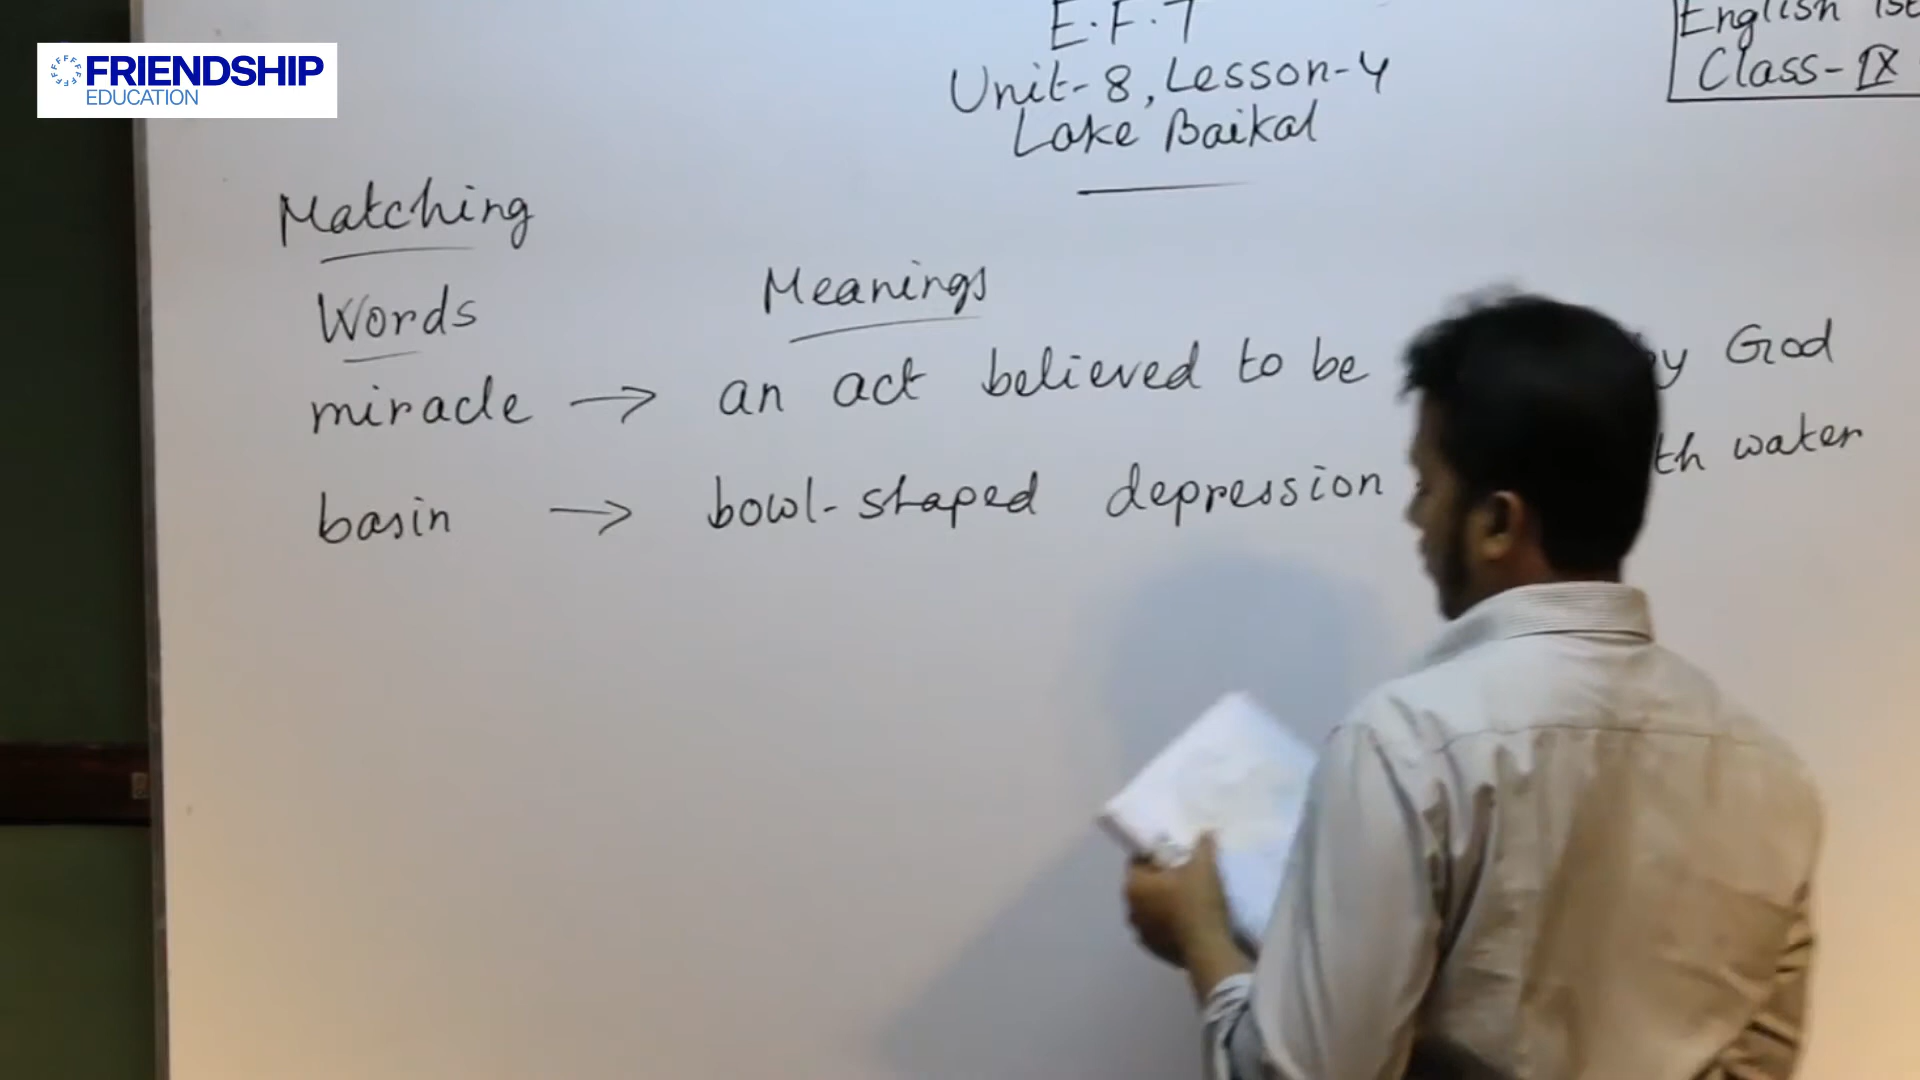 FRIENDSHIP
EDUCATION
E.F.T
Unit-8, Lesson-4
Lake Baikal
English 1st
Class-IX
Matching
Words
Meanings
miracle → an act believed to be by God
basin → bowl-shaped depression water